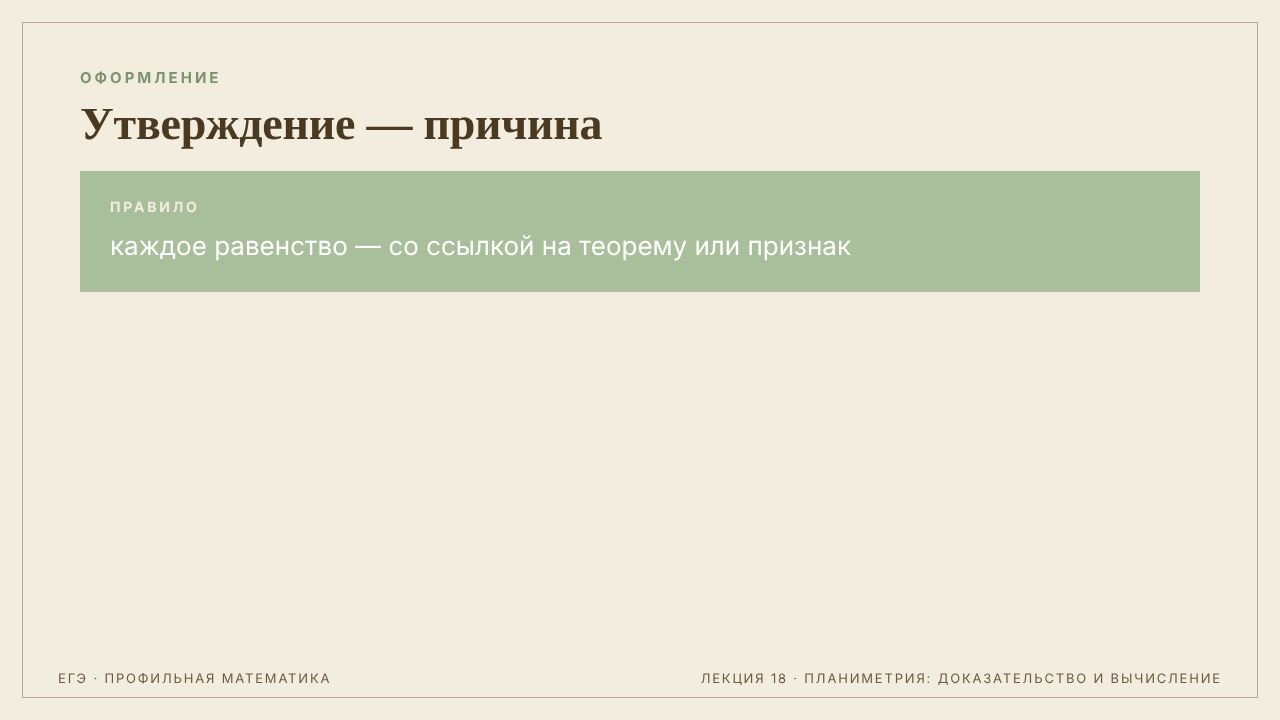 ОФОРМЛЕНИЕ
Утверждение — причина
ПРАВИЛО
каждое равенство — со ссылкой на теорему или признак
ЕГЭ · ПРОФИЛЬНАЯ МАТЕМАТИКА
ЛЕКЦИЯ 18 · ПЛАНИМЕТРИЯ: ДОКАЗАТЕЛЬСТВО И ВЫЧИСЛЕНИЕ